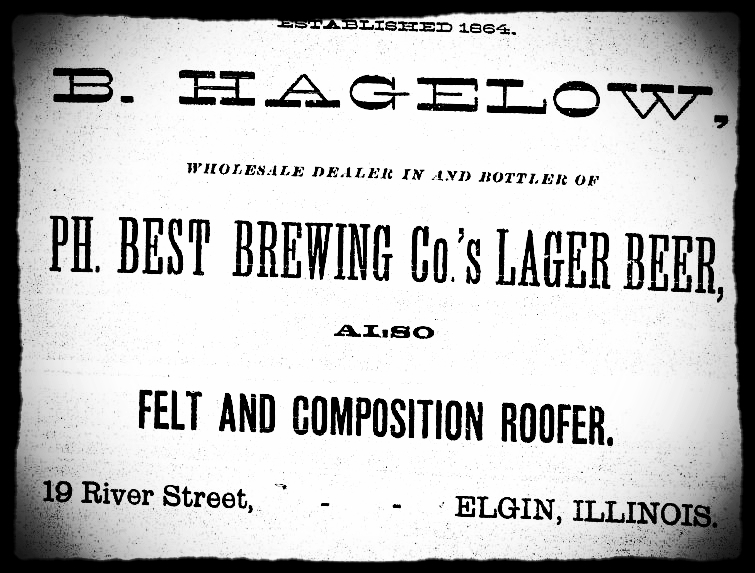 ESTABLISHED 1864.
B. HAGELOW,
WHOLESALE DEALER IN AND BOTTLER OF
PH. BEST BREWING Co.'s LAGER BEER,
ALSO
FELT AND COMPOSITION ROOFER.
19 River Street, - - ELGIN, ILLINOIS.